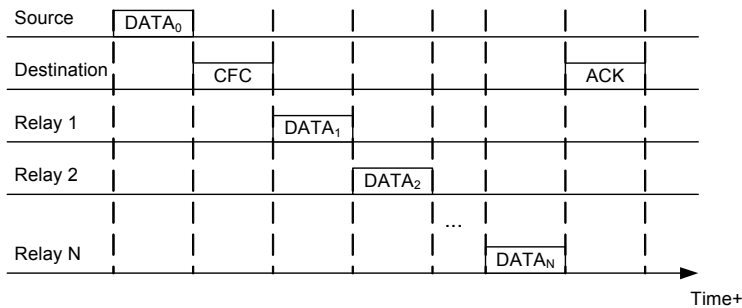 Source
DATA₀
Destination
CFC
ACK
Relay 1
DATA₁
Relay 2
DATA₂
...
Relay N
DATAN
Time+